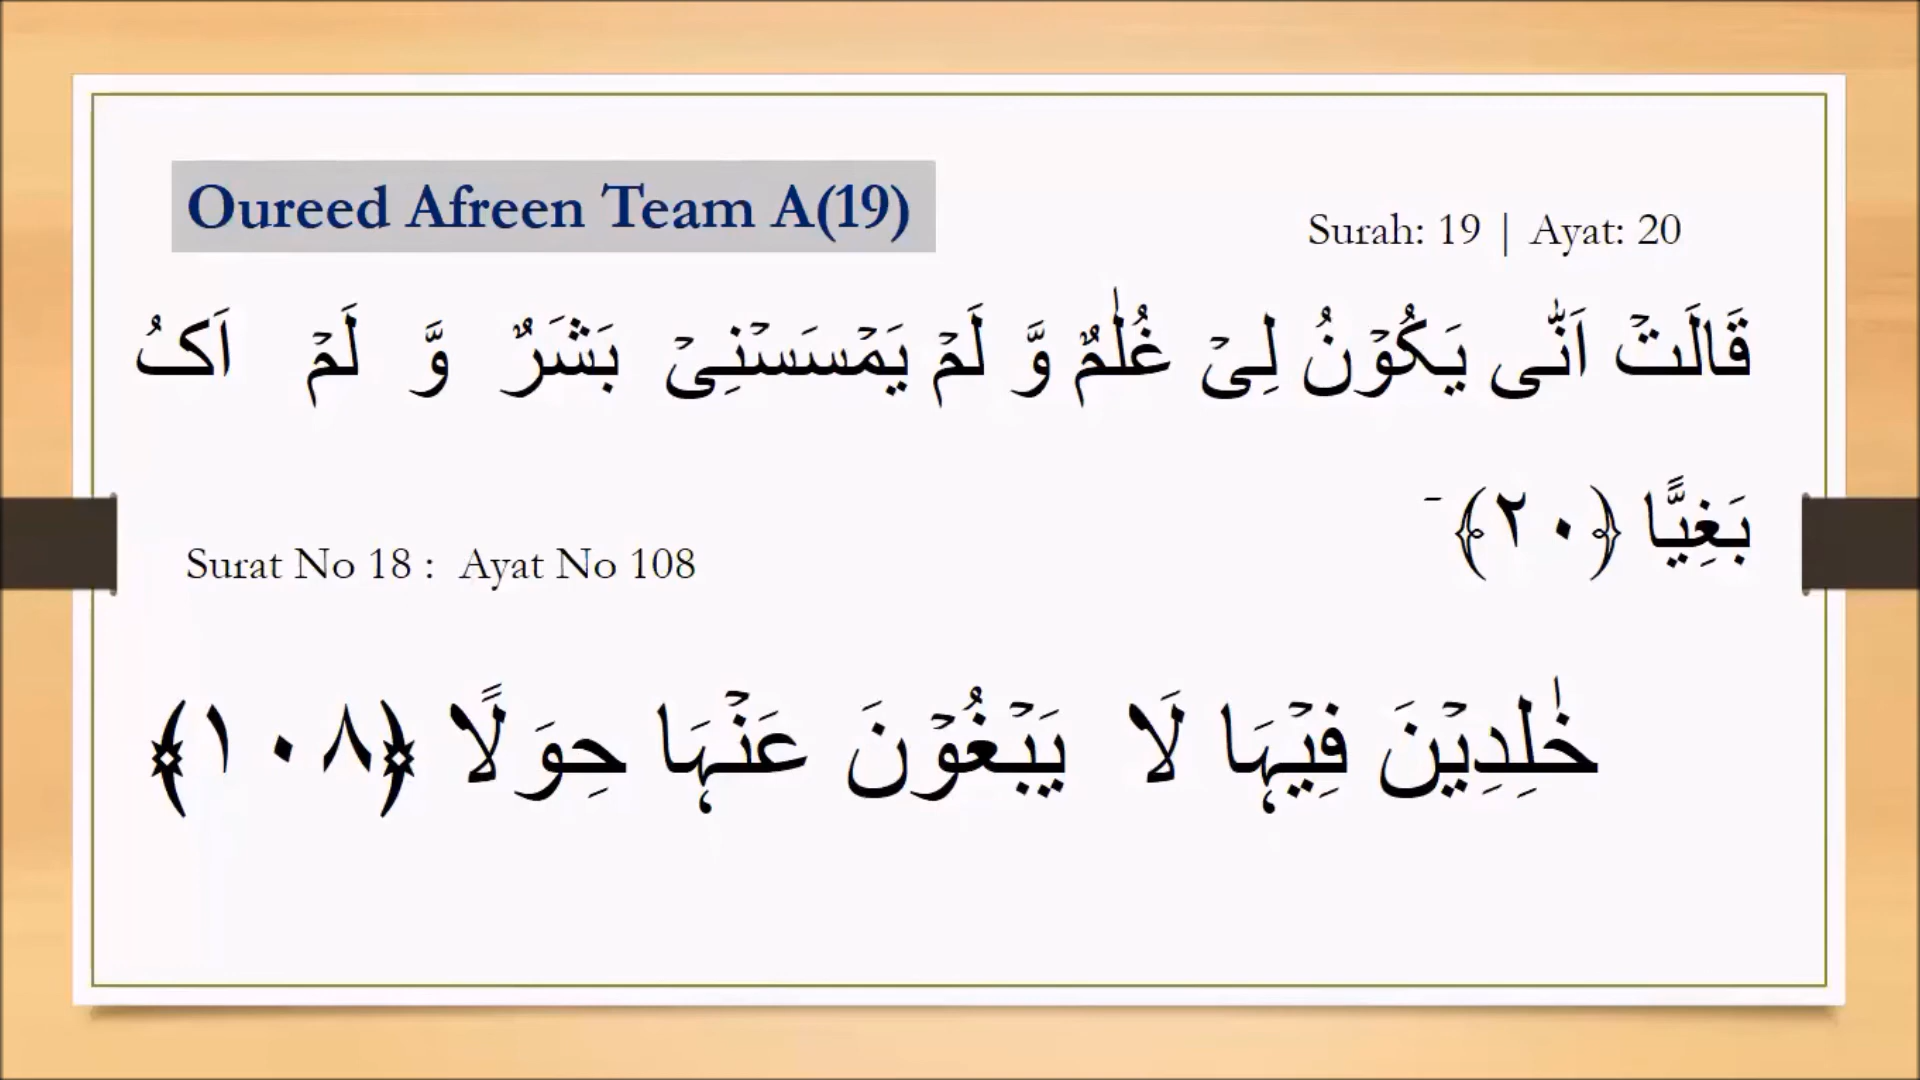 Oureed Afreen Team A(19)
Surah: 19 | Ayat: 20
قَالَتۡ اَنّٰی یَکُوۡنُ لِیۡ غُلٰمٌ وَّ لَمۡ یَمۡسَسۡنِیۡ بَشَرٌ وَّ لَمۡ اَکُ
بَغِیًّا ﴿۲۰﴾ -
Surat No 18 : Ayat No 108
خٰلِدِیۡنَ فِیۡہَا لَا یَبۡغُوۡنَ عَنۡہَا حِوَلًا ﴿۱۰۸﴾